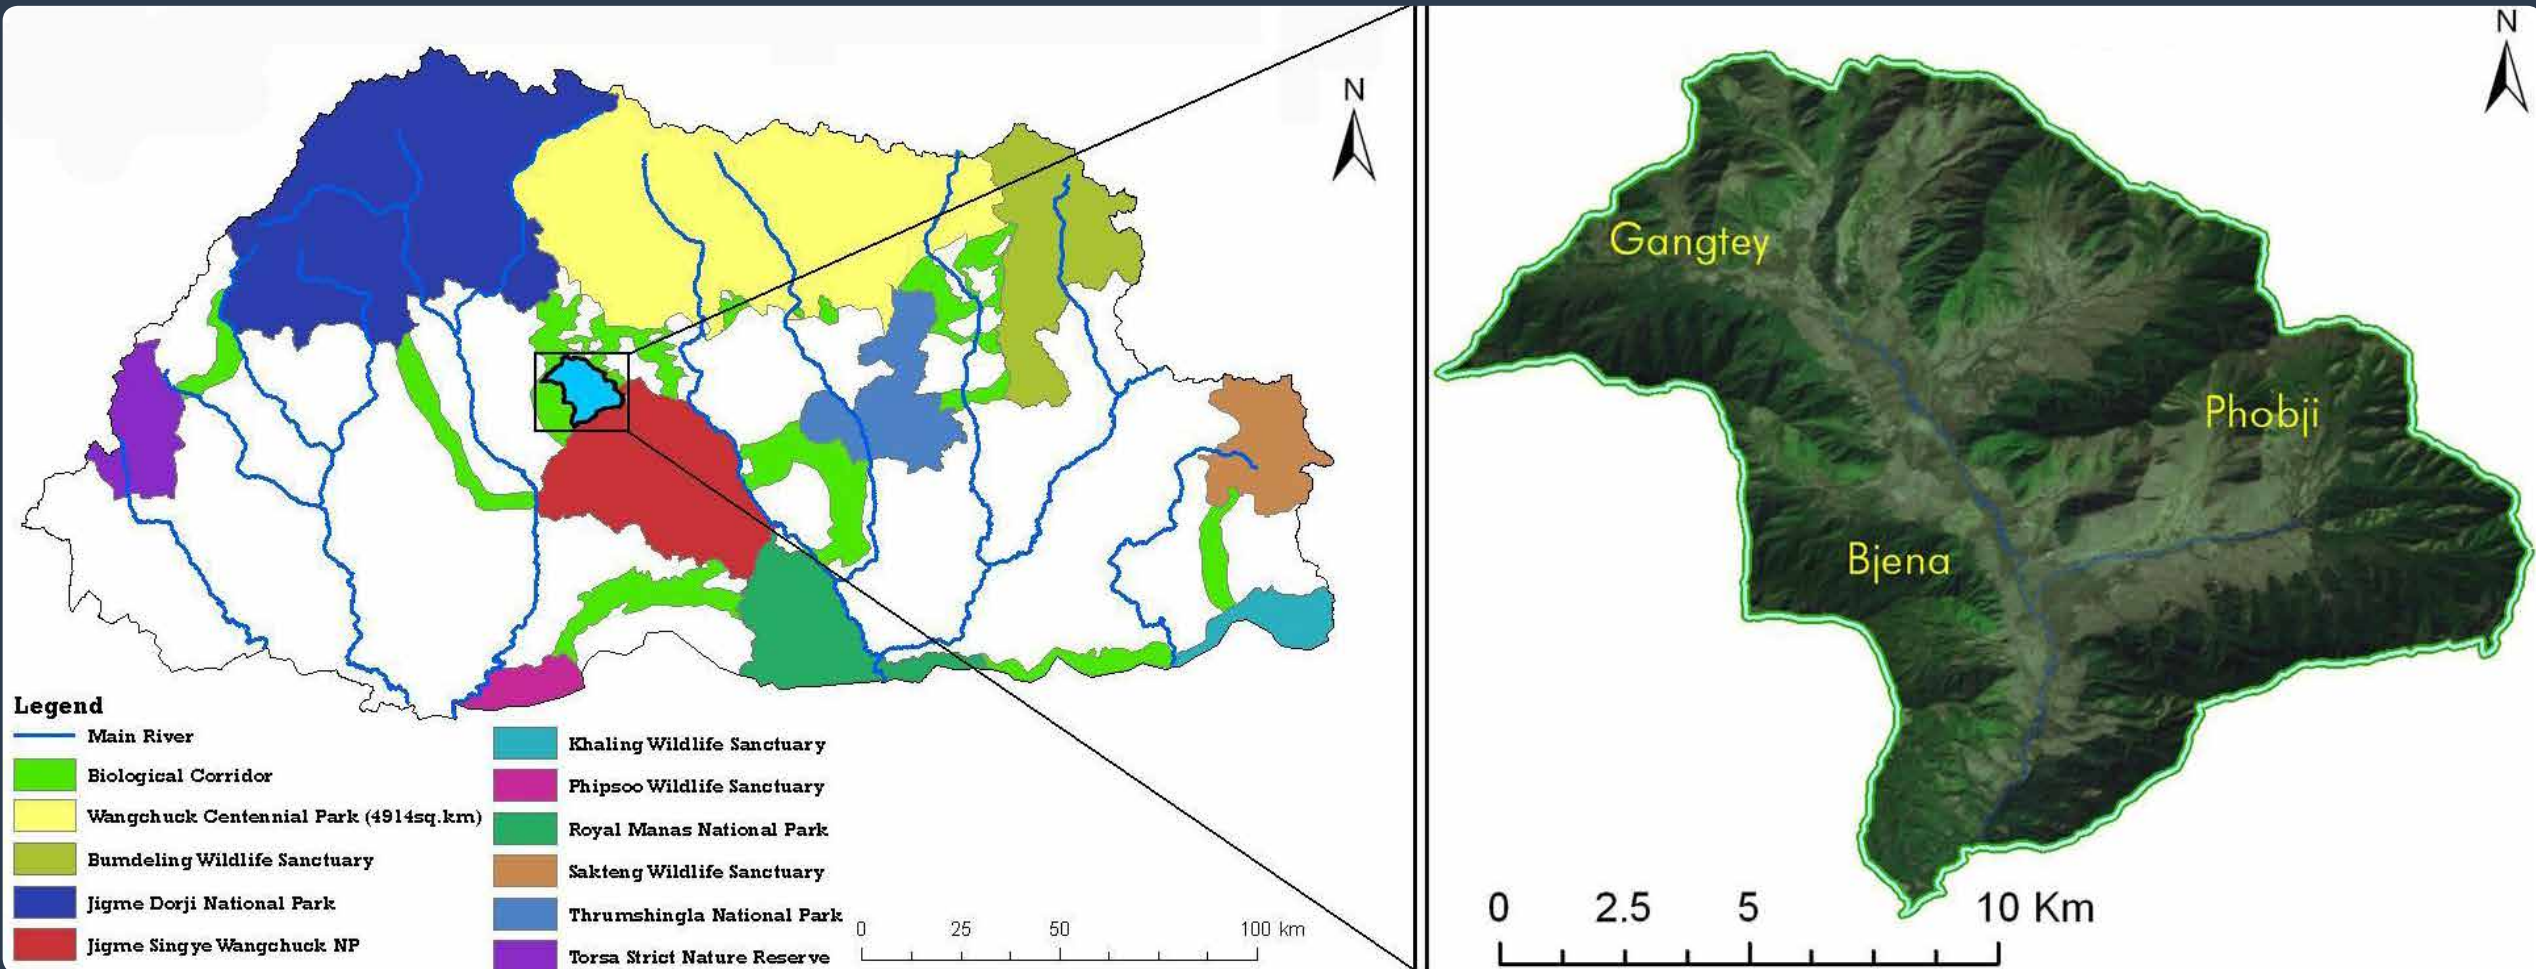 N
Legend
Main River
Biological Corridor
Wangchuck Centennial Park (4914sq.km)
Bumdeling Wildlife Sanctuary
Jigme Dorji National Park
Jigme Singye Wangchuck NP
Khaling Wildlife Sanctuary
Phipsoo Wildlife Sanctuary
Royal Manas National Park
Sakteng Wildlife Sanctuary
Thrumshingla National Park
Torsa Strict Nature Reserve
0 25 50 100 km
N
Gangtey
Phobji
Bjena
0 2.5 5 10 Km